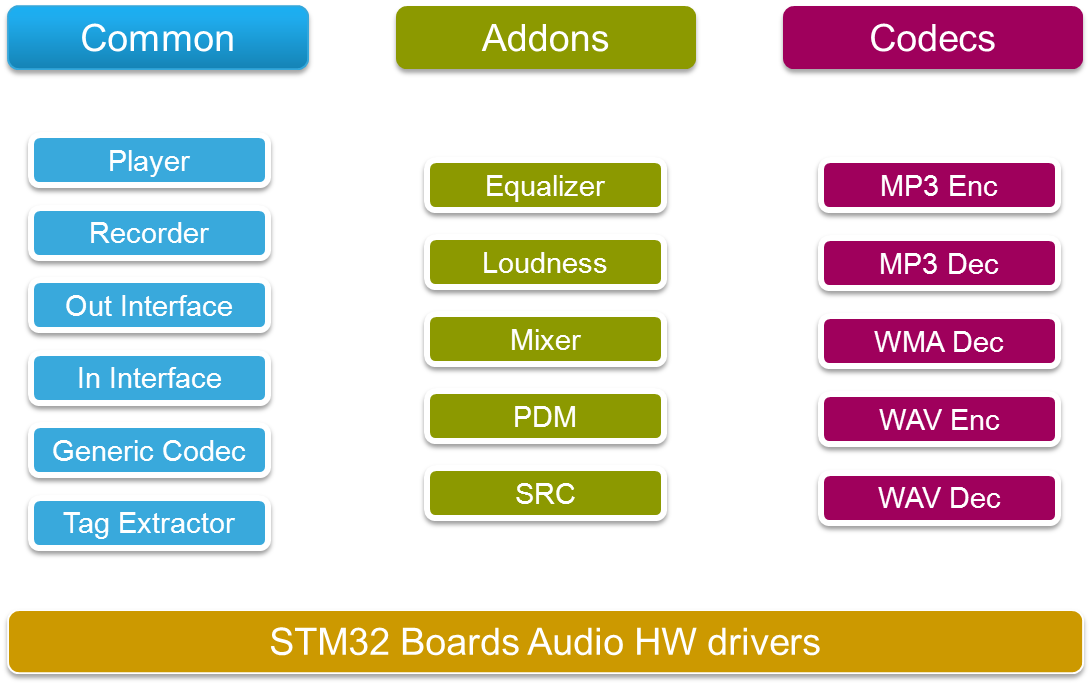 Common
Addons
Codecs
Player
Recorder
Out Interface
In Interface
Generic Codec
Tag Extractor
Equalizer
Loudness
Mixer
PDM
SRC
MP3 Enc
MP3 Dec
WMA Dec
WAV Enc
WAV Dec
STM32 Boards Audio HW drivers